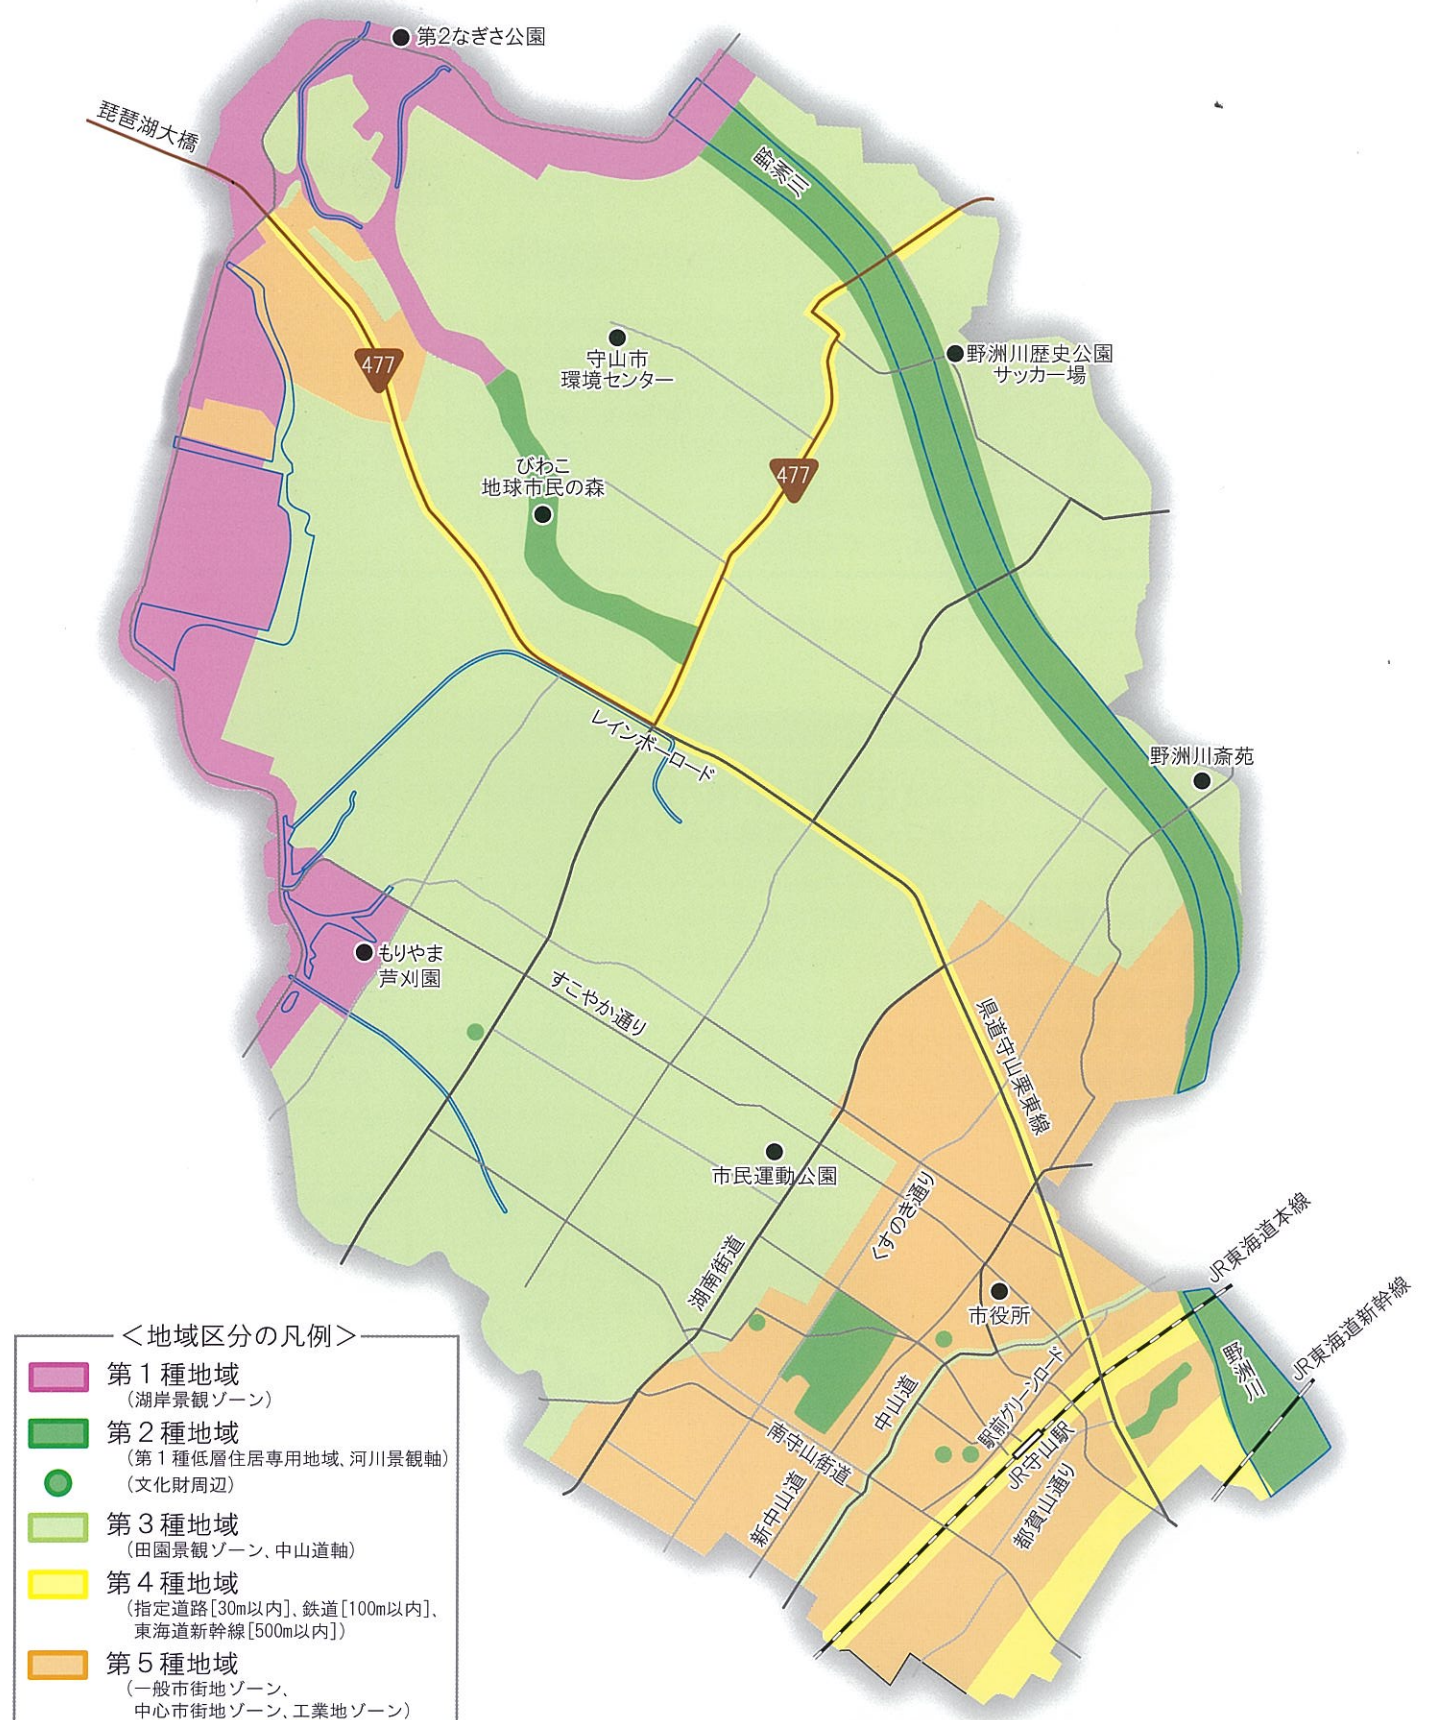 第2なぎさ公園
琵琶湖大橋
野洲川
477
守山市
環境センター
野洲川歴史公園
サッカー場
びわこ
地球市民の森
477
レインボーロード
野洲川斎苑
もりやま
芦刈園
すこやか通り
県道守山栗東線
市民運動公園
くすのき通り
湖南街道
JR東海道本線
市役所
JR東海道新幹線
野洲川
中山道
駅前グリーンロード
南守山街道
JR守山駅
新中山道
都賀山通り
＜地域区分の凡例＞
第1種地域
（湖岸景観ゾーン）
第2種地域
（第1種低層住居専用地域、河川景観軸）
（文化財周辺）
第3種地域
（田園景観ゾーン、中山道軸）
第4種地域
（指定道路[30m以内]、鉄道[100m以内]、
東海道新幹線[500m以内]）
第5種地域
（一般市街地ゾーン、
中心市街地ゾーン、工業地ゾーン）